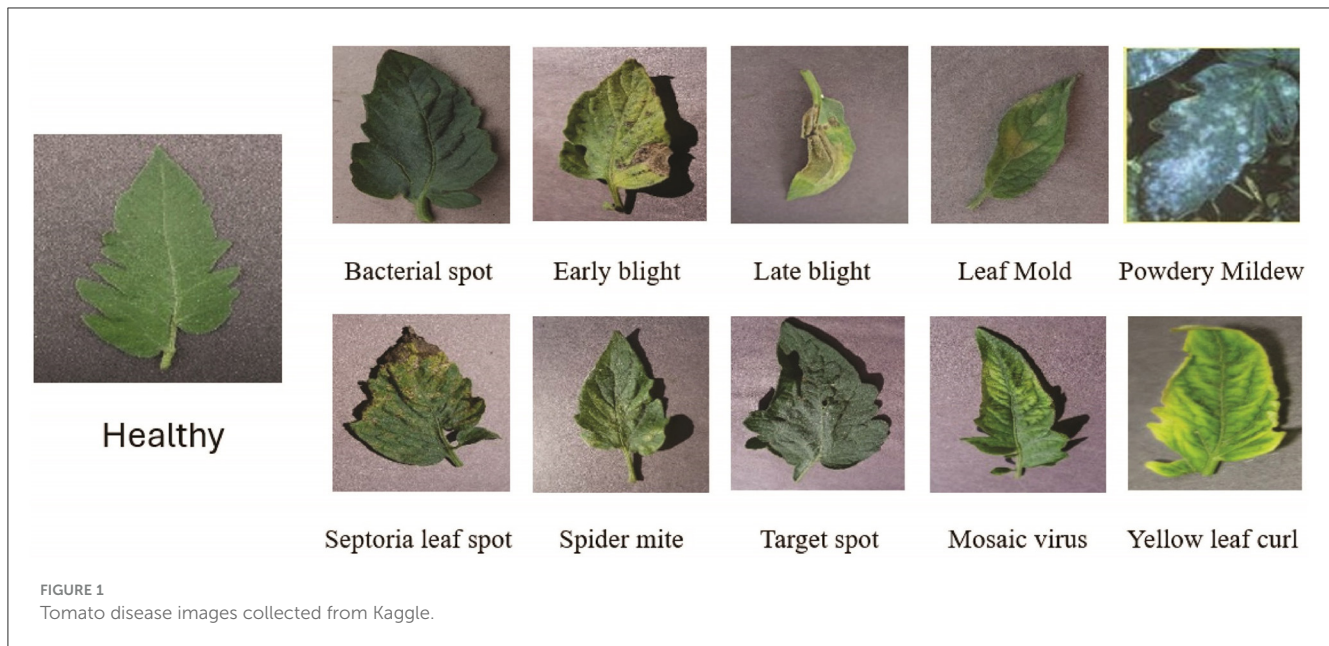 Healthy
Bacterial spot
Early blight
Late blight
Leaf Mold
Powdery Mildew
Septoria leaf spot
Spider mite
Target spot
Mosaic virus
Yellow leaf curl
FIGURE 1
Tomato disease images collected from Kaggle.